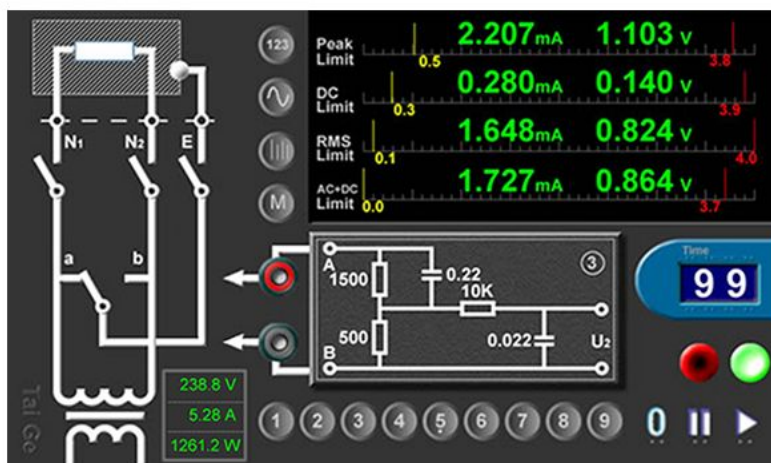 123
M
Peak Limit 2.207mA 1.103 v
0.5 3.8
DC Limit 0.280mA 0.140 v
0.3 3.9
RMS Limit 1.648mA 0.824 v
0.1 4.0
AC+DC Limit 1.727mA 0.864 v
0.0 3.7
N1 N2 E
a b
A
1500
0.22
10K
3
500
0.022
U2
B
Time
99
Tai Ge
238.8 V
5.28 A
1261.2 W
1 2 3 4 5 6 7 8 9
0